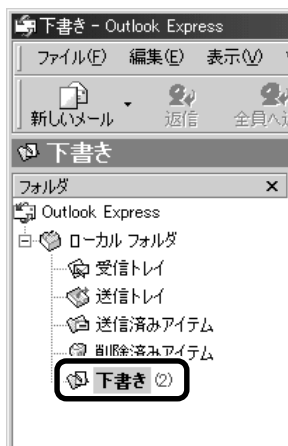 下書き - Outlook Express
ファイル(F) 編集(E) 表示(V)
新しいメール 返信 全員へ
下書き
フォルダ ×
Outlook Express
ローカル フォルダ
受信トレイ
送信トレイ
送信済みアイテム
削除済みアイテム
下書き (2)